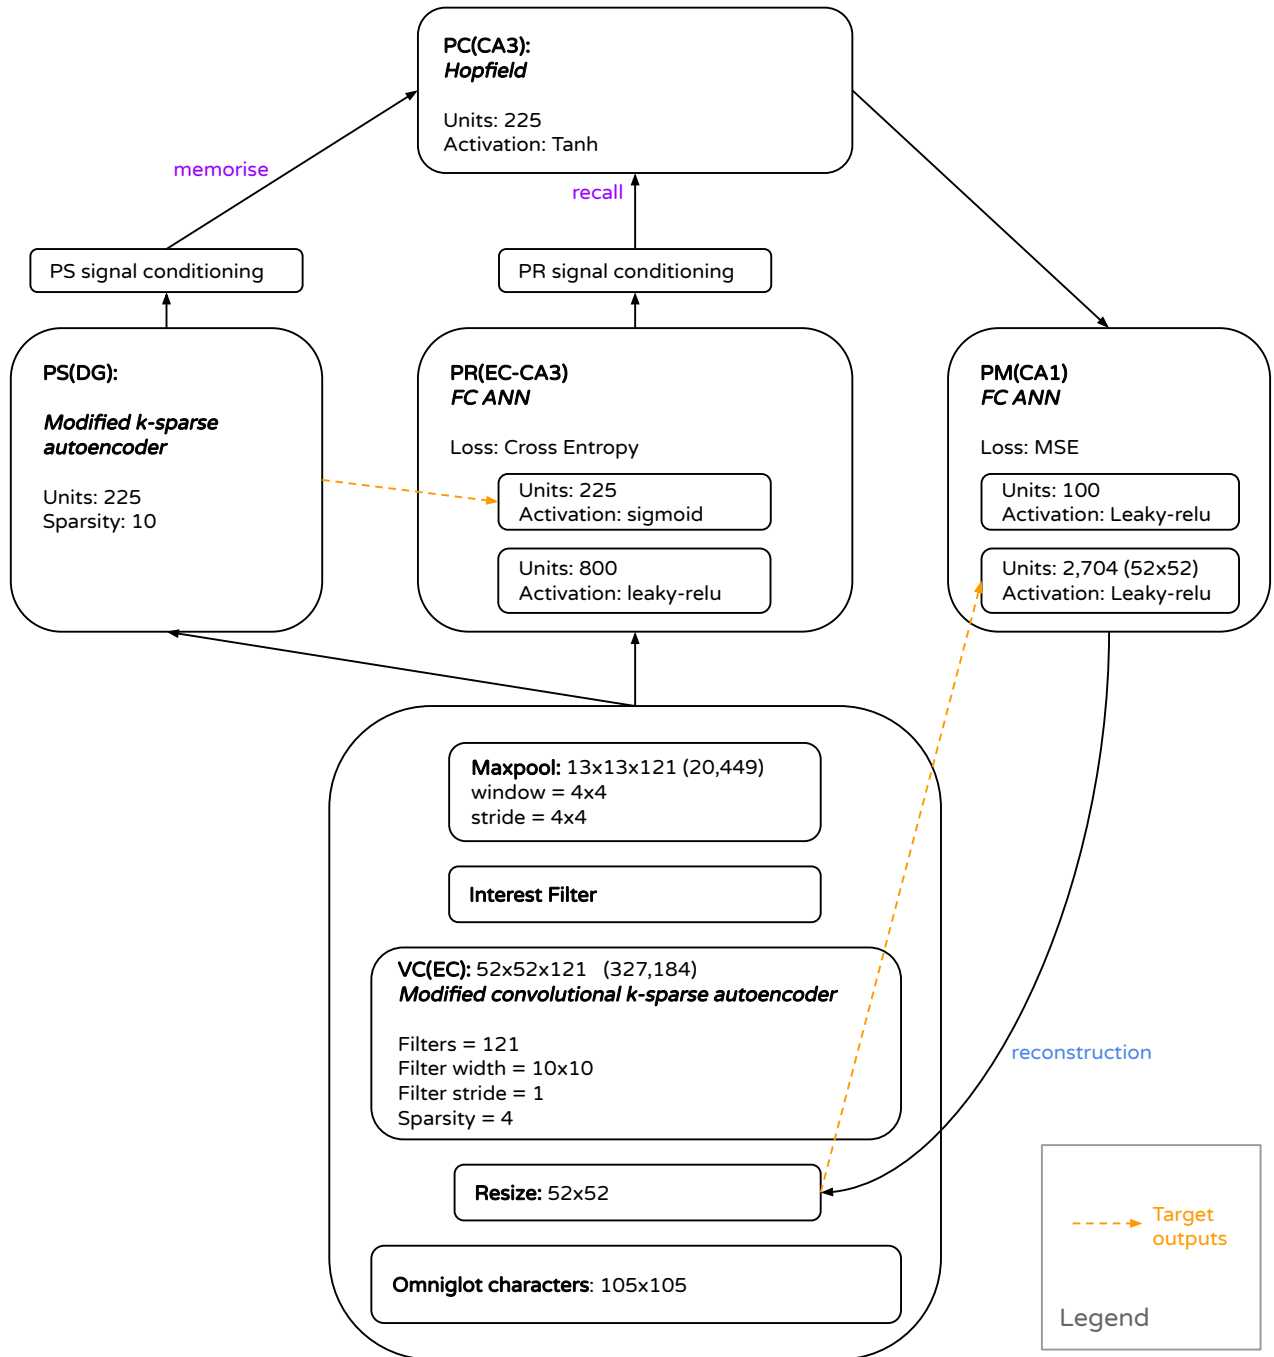 PC(CA3):
Hopfield
Units: 225
Activation: Tanh
memorise
recall
PS signal conditioning
PR signal conditioning
PS(DG):
Modified k-sparse
autoencoder
Units: 225
Sparsity: 10
PR(EC-CA3)
FC ANN
Loss: Cross Entropy
Units: 225
Activation: sigmoid
Units: 800
Activation: leaky-relu
PM(CA1)
FC ANN
Loss: MSE
Units: 100
Activation: Leaky-relu
Units: 2,704 (52x52)
Activation: Leaky-relu
Maxpool: 13x13x121 (20,449)
window = 4x4
stride = 4x4
Interest Filter
VC(EC): 52x52x121 (327,184)
Modified convolutional k-sparse autoencoder
Filters = 121
Filter width = 10x10
Filter stride = 1
Sparsity = 4
reconstruction
Resize: 52x52
Omniglot characters: 105x105
Target
outputs
Legend